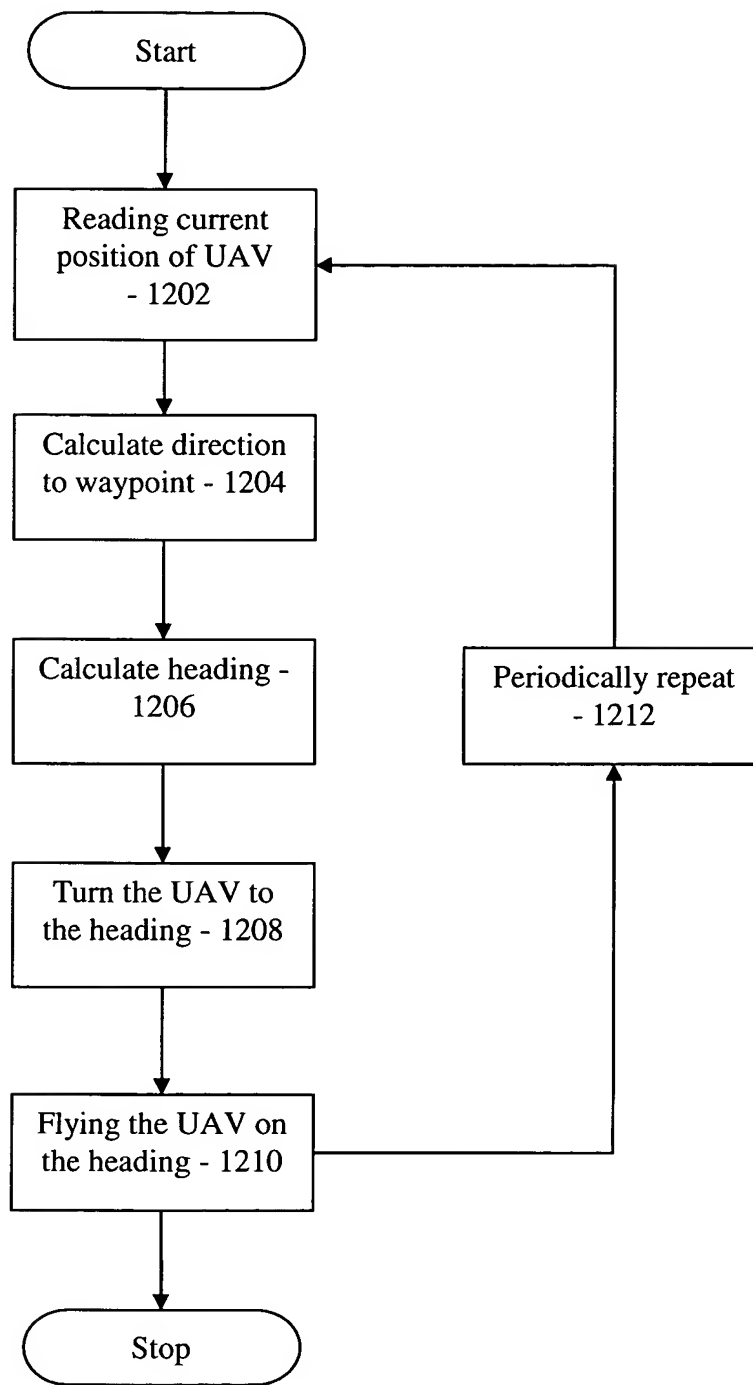 Start
Reading current
position of UAV
- 1202
Calculate direction
to waypoint - 1204
Calculate heading -
1206
Periodically repeat
- 1212
Turn the UAV to
the heading - 1208
Flying the UAV on
the heading - 1210
Stop